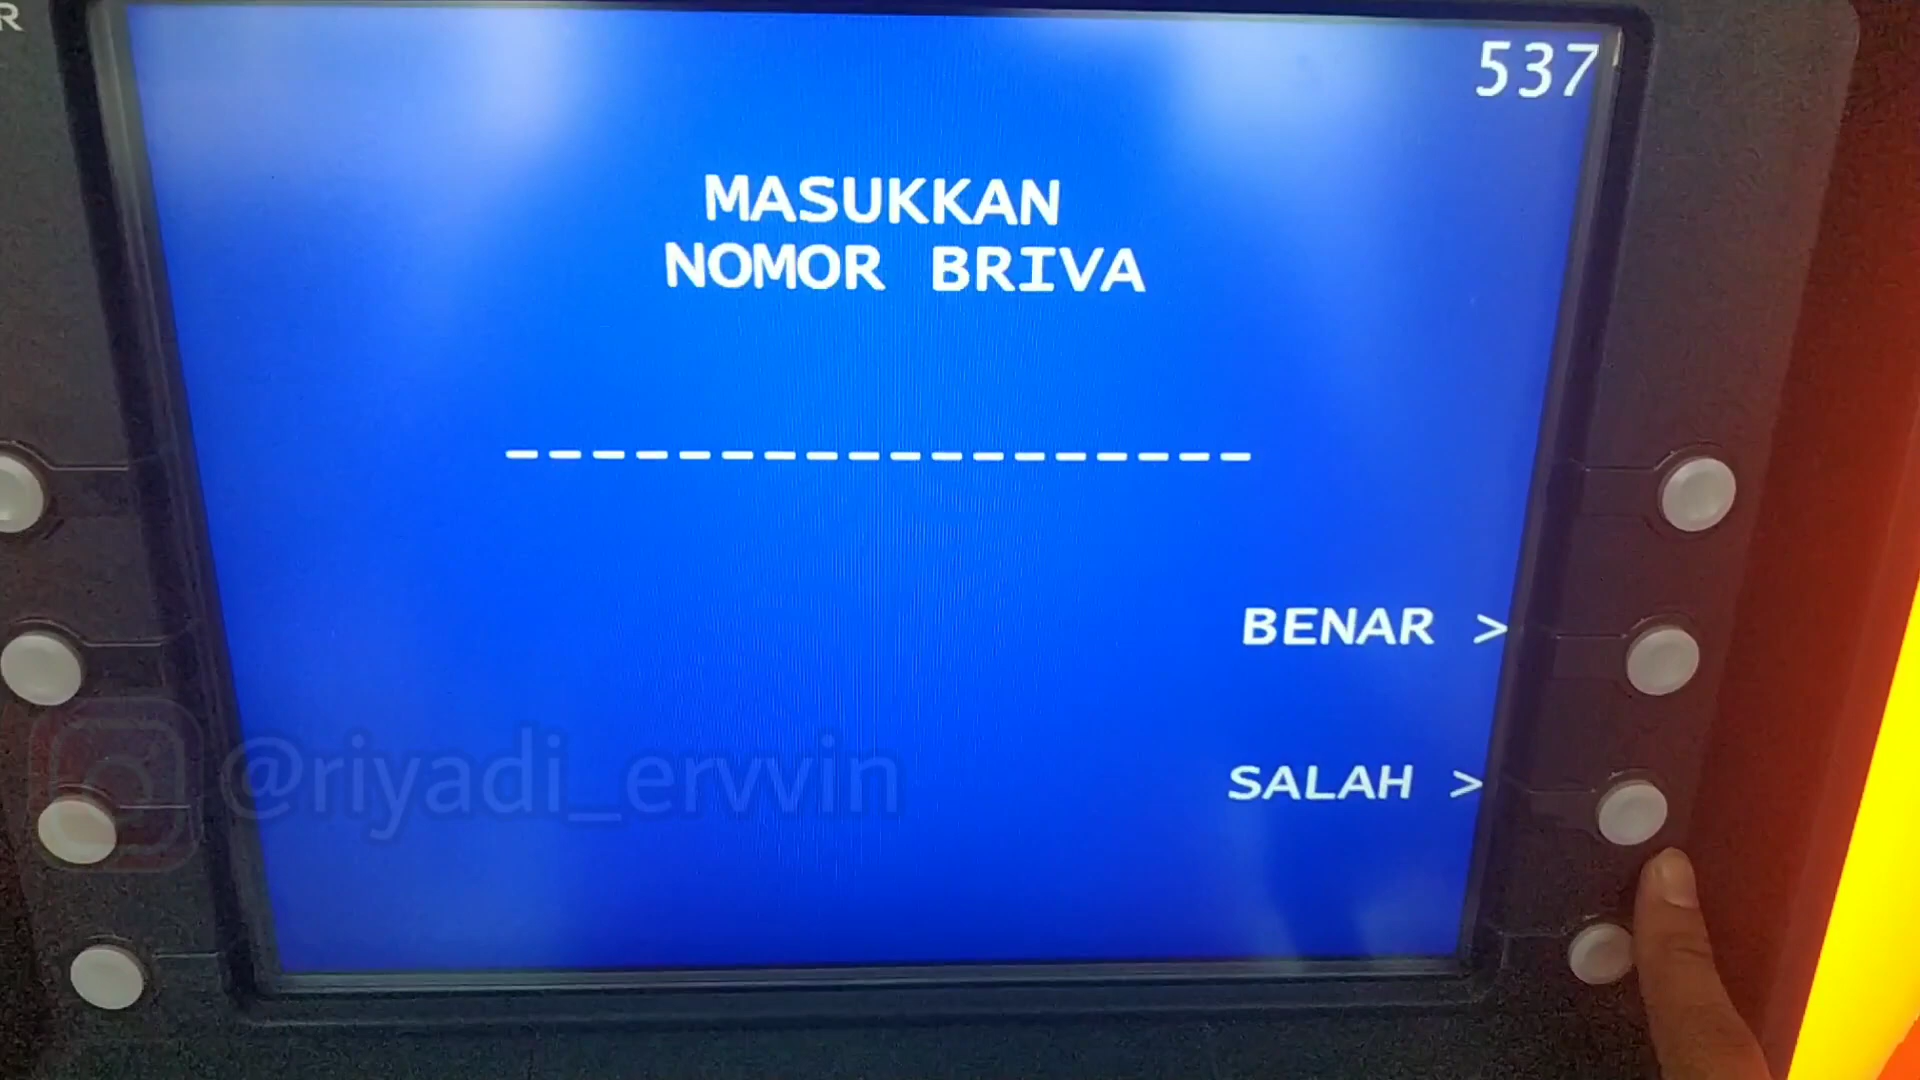 R
537
MASUKKAN
NOMOR BRIVA
------------------
BENAR >
SALAH >
@riyadi_ervvin